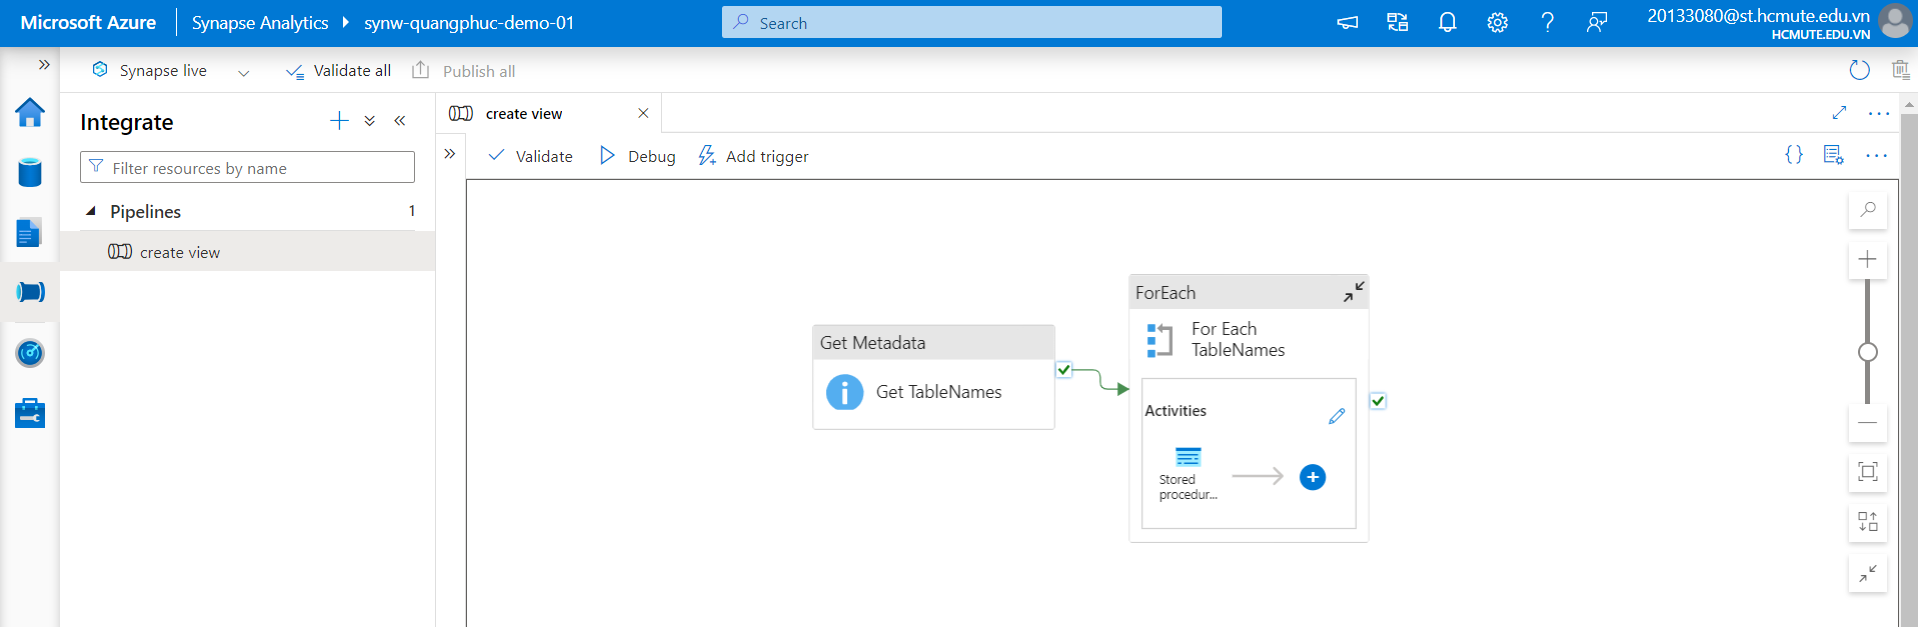 Microsoft Azure
Synapse Analytics
synw-quangphuc-demo-01
Search
20133080@st.hcmute.edu.vn
HCMUTE.EDU.VN
Synapse live
Validate all
Publish all
Integrate
Filter resources by name
Pipelines 1
create view
create view
Validate
Debug
Add trigger
Get Metadata
Get TableNames
ForEach
For Each
TableNames
Activities
Stored
procedur...